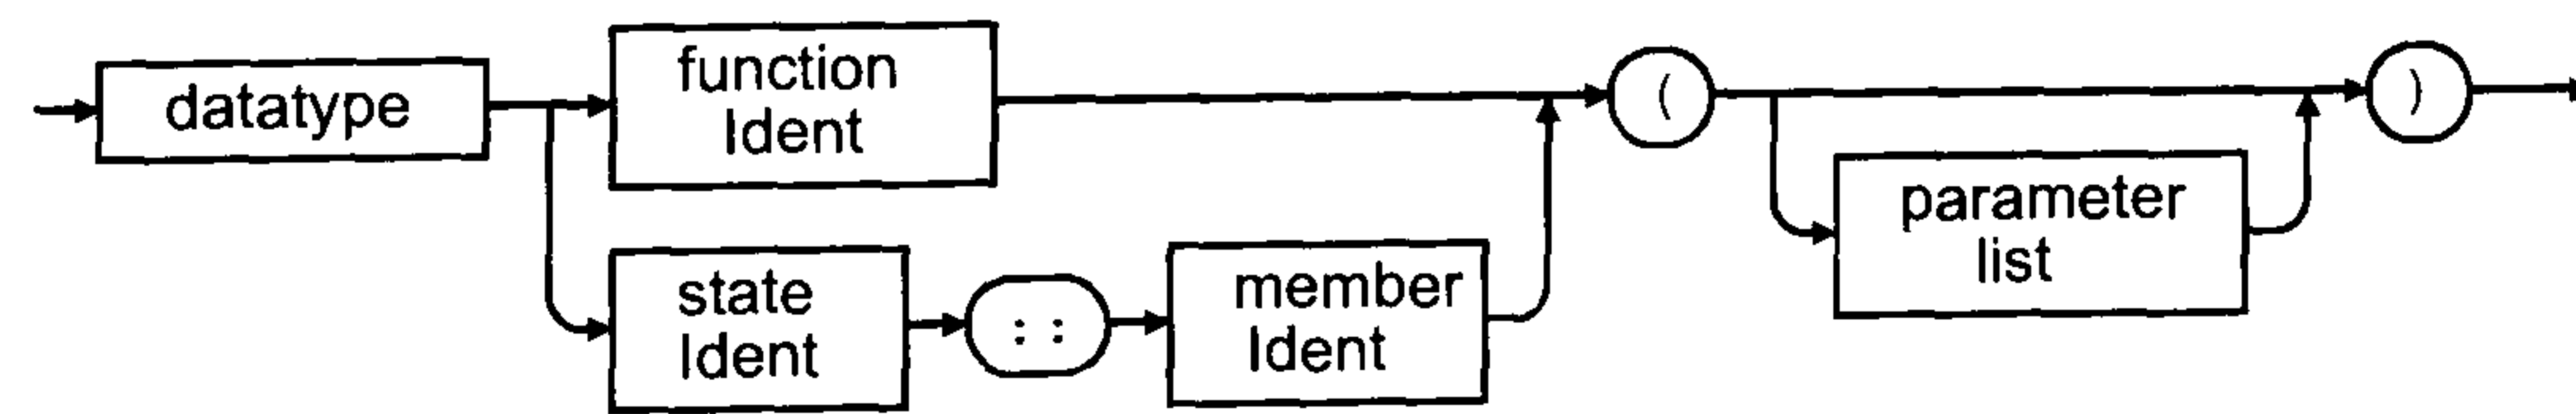 datatype
function
Ident
(
)
parameter
list
state
Ident
::
member
Ident